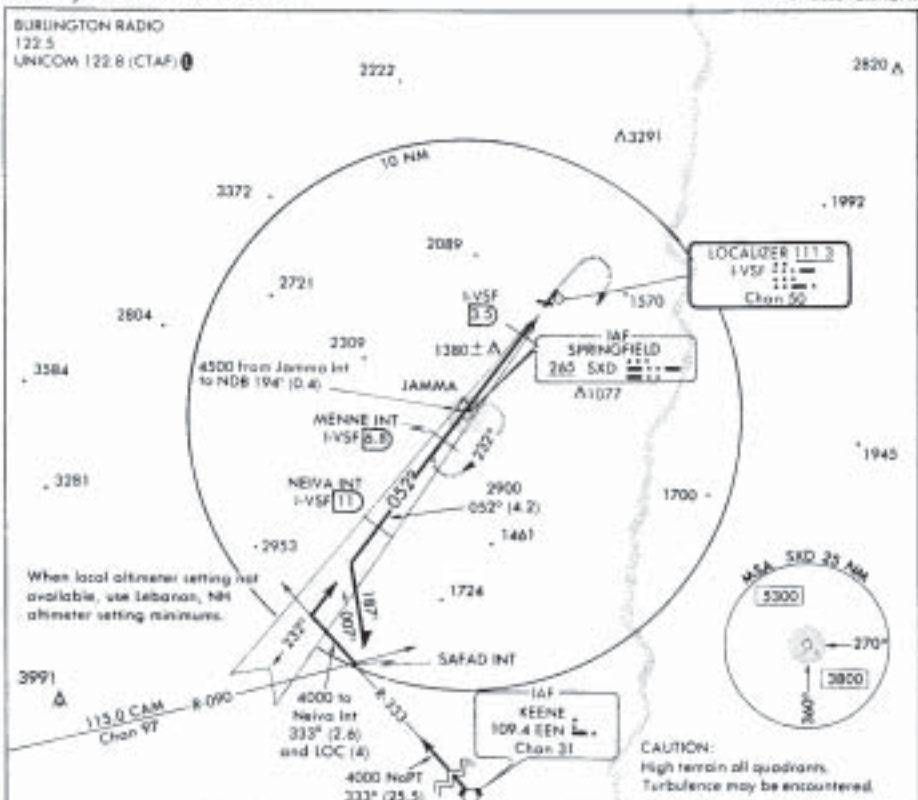 BURLINGTON RADIO
122.5
UNICOM 122.8 (CTAF) L
2222
2820
3291
10 NM
3372
1992
2089
LOCALIZER 111.3
I-VSF
Chan 50
2721
I-VSF
3.5
1570
2804
IAF
SPRINGFIELD
265 SXD
2309
1380 ±
3584
4500 from Jamma Int
to NDB 194° (0.4)
JAMMA
1077
MENNE INT
I-VSF 6.8
232°
1945
3281
NEIVA INT
I-VSF 11
052°
2900
052° (4.2)
1700
1461
2953
When local altimeter setting not
available, use Lebanon, NH
altimeter setting minimums.
MSA SXD 25 NM
5300
270°
3800
360°
1724
187°
007°
232°
SAFAD INT
3991
115.0 CAM
Chan 97
R-090
4000 to
Neiva Int
333° (2.6)
and LOC (4)
R-333
IAF
KEENE
109.4 EEN
Chan 31
4000 NoPT
333° (25.5)
CAUTION:
High terrain all quadrants.
Turbulence may be encountered.